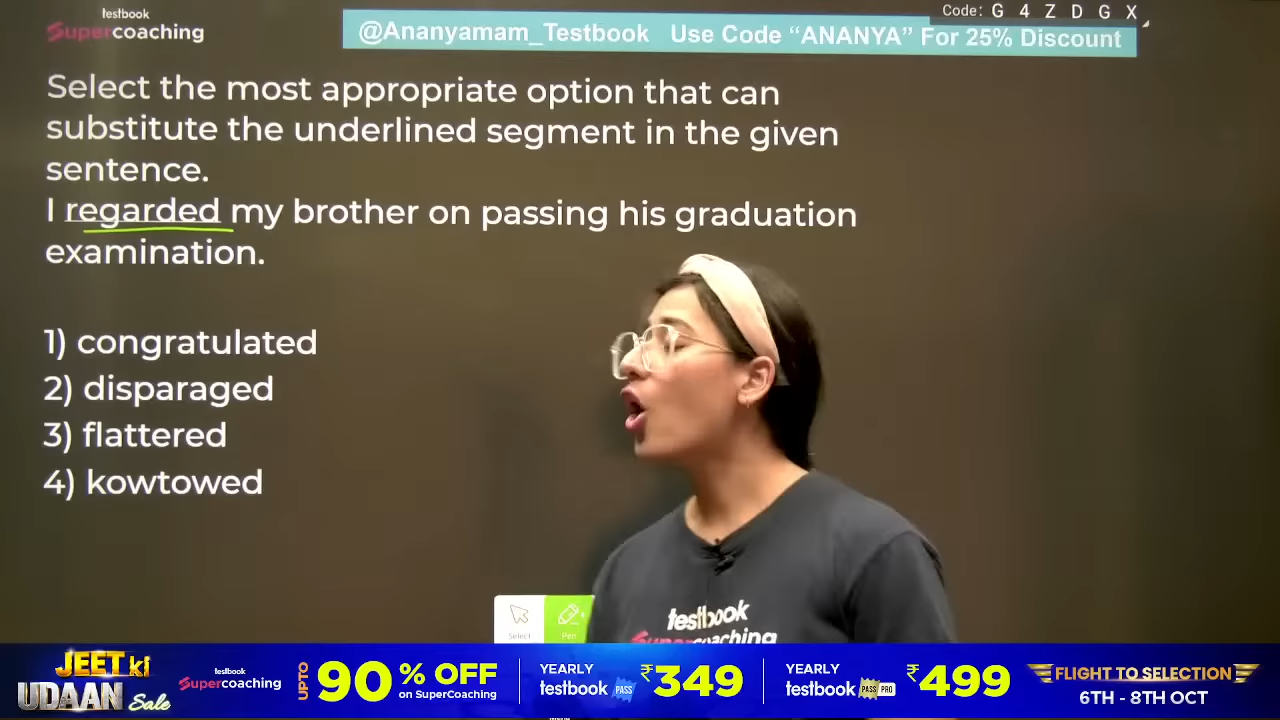 testbook
Supercoaching
@Ananyamam_Testbook Use Code “ANANYA” For 25% Discount
Code: G 4 Z D G X
Select the most appropriate option that can
substitute the underlined segment in the given
sentence.
I regarded my brother on passing his graduation
examination.
1) congratulated
2) disparaged
3) flattered
4) kowtowed
Select
Pen
testbook
Supercoaching
JEET ki
UDAAN Sale
testbook
Supercoaching
UPTO
90% OFF
on SuperCoaching
YEARLY
testbook PASS
₹349
YEARLY
testbook PASS PRO
₹499
FLIGHT TO SELECTION
6TH - 8TH OCT